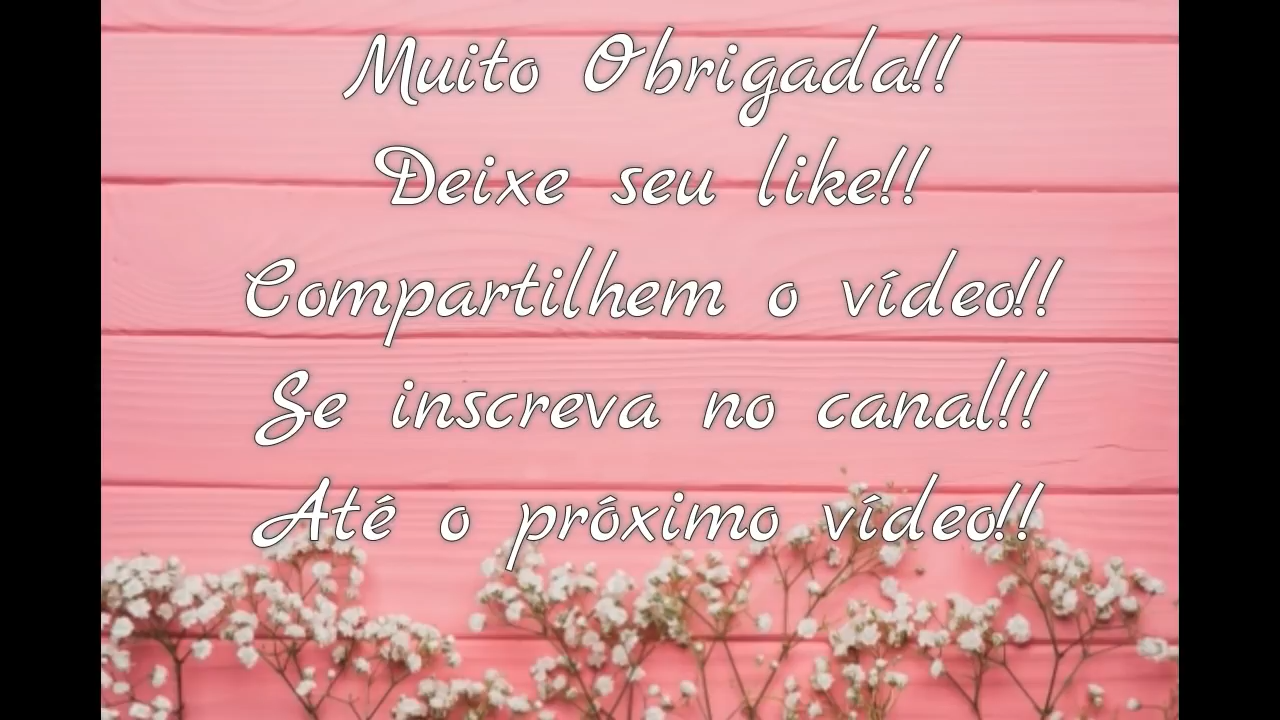 Muito Obrigada!!
Deixe seu like!!
Compartilhem o vídeo!!
Se inscreva no canal!!
Até o próximo vídeo!!